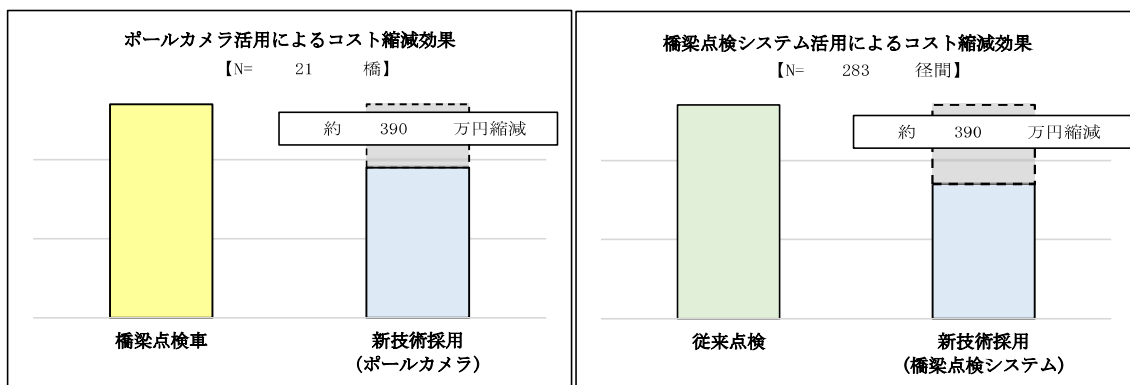 ポールカメラ活用によるコスト縮減効果
【N= 21 橋】
約 390 万円縮減
橋梁点検車
新技術採用
(ポールカメラ)
橋梁点検システム活用によるコスト縮減効果
【N= 283 径間】
約 390 万円縮減
従来点検
新技術採用
(橋梁点検システム)